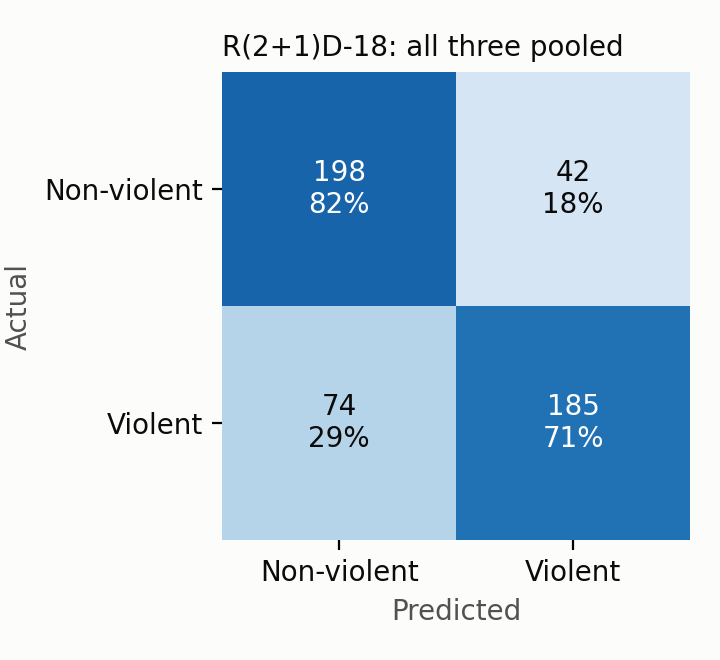 R(2+1)D-18: all three pooled
Actual
Non-violent
198
82%
42
18%
Violent
74
29%
185
71%
Non-violent
Violent
Predicted